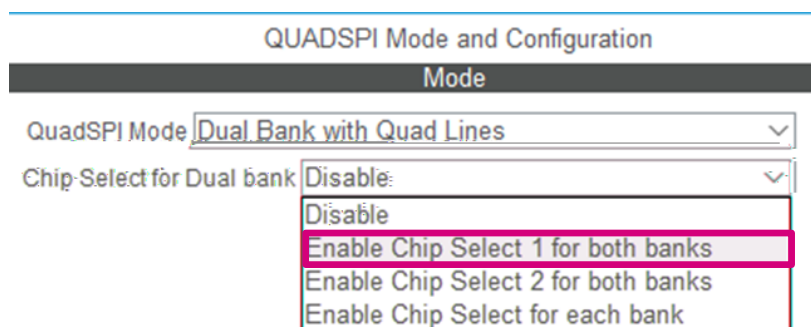 QUADSPI Mode and Configuration
Mode
QuadSPI Mode Dual Bank with Quad Lines
Chip Select for Dual bank Disable
Disable
Enable Chip Select 1 for both banks
Enable Chip Select 2 for both banks
Enable Chip Select for each bank